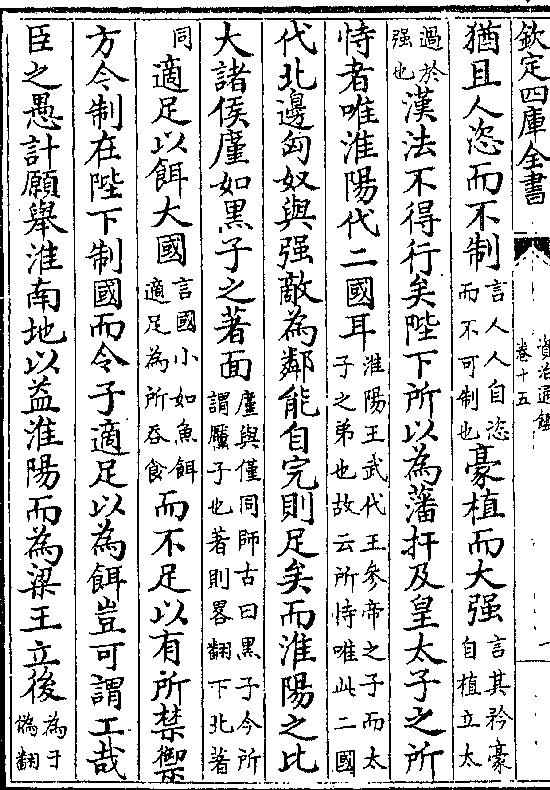 欽定四庫全書 資治通鑑 卷十五 一
猶且人恣而不制言人人自恣而不可制也豪植而大强言其矜豪自植立太
過於强也漢法不得行矣陛下所以為藩扞及皇太子之所
恃者唯淮陽代二國耳淮陽王武代王參帝之子而太子之弟也故云所恃唯此二國
代北邊匈奴與强敵為鄰能自完則足矣而淮陽之比
大諸侯廑如黑子之著面廑與僅同師古曰黑子今所謂黶子也著則畧翻下北著
同適足以餌大國言國小如魚餌適足為所吞食而不足以有所禁禦
方今制在陛下制國而令子適足以為餌豈可謂工哉
臣之愚計願舉淮南地以益淮陽而為梁王立後為于偽翻